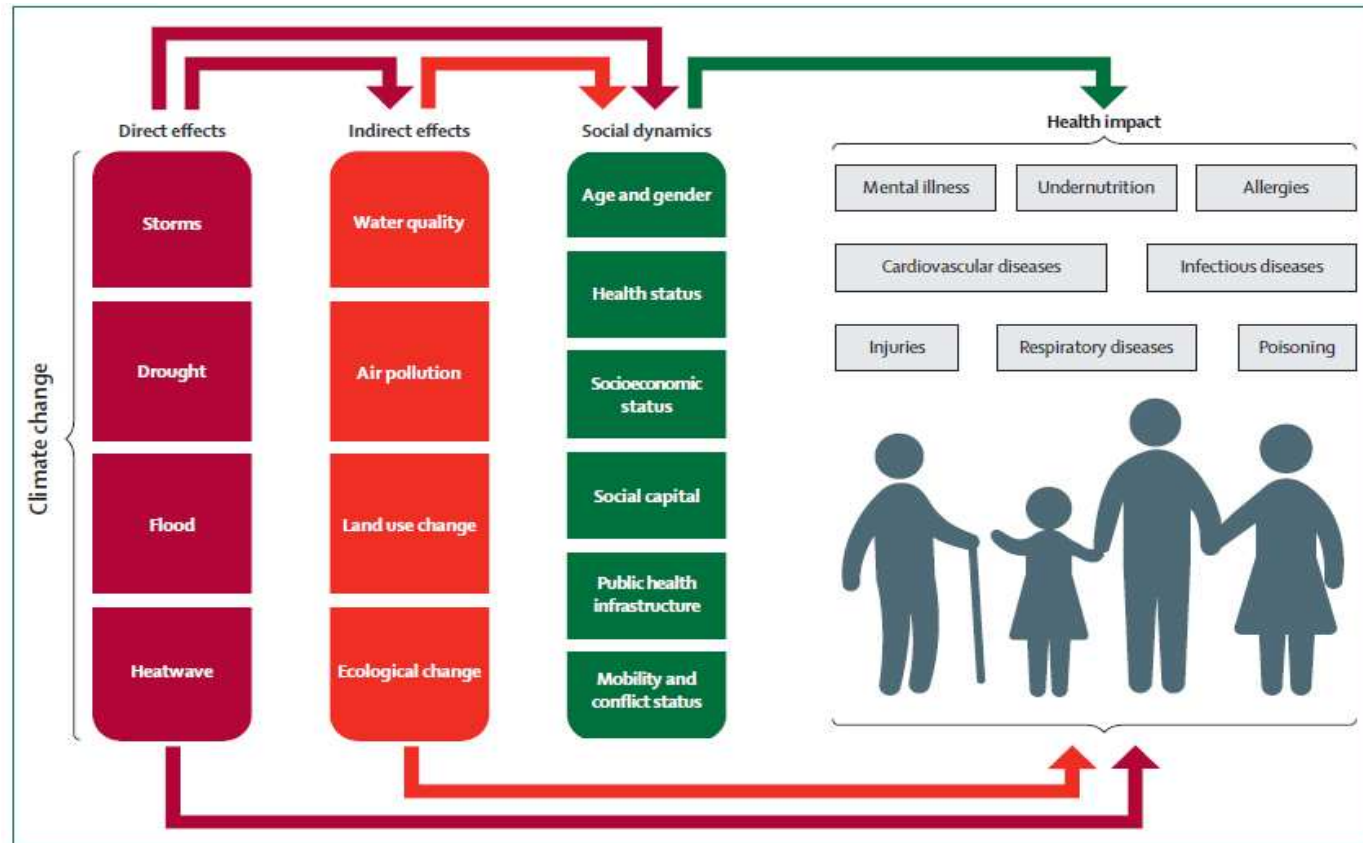 Direct effects
Indirect effects
Social dynamics
Health impact
Climate change
Storms
Drought
Flood
Heatwave
Water quality
Air pollution
Land use change
Ecological change
Age and gender
Health status
Socioeconomic
status
Social capital
Public health
infrastructure
Mobility and
conflict status
Mental illness
Undernutrition
Allergies
Cardiovascular diseases
Infectious diseases
Injuries
Respiratory diseases
Poisoning